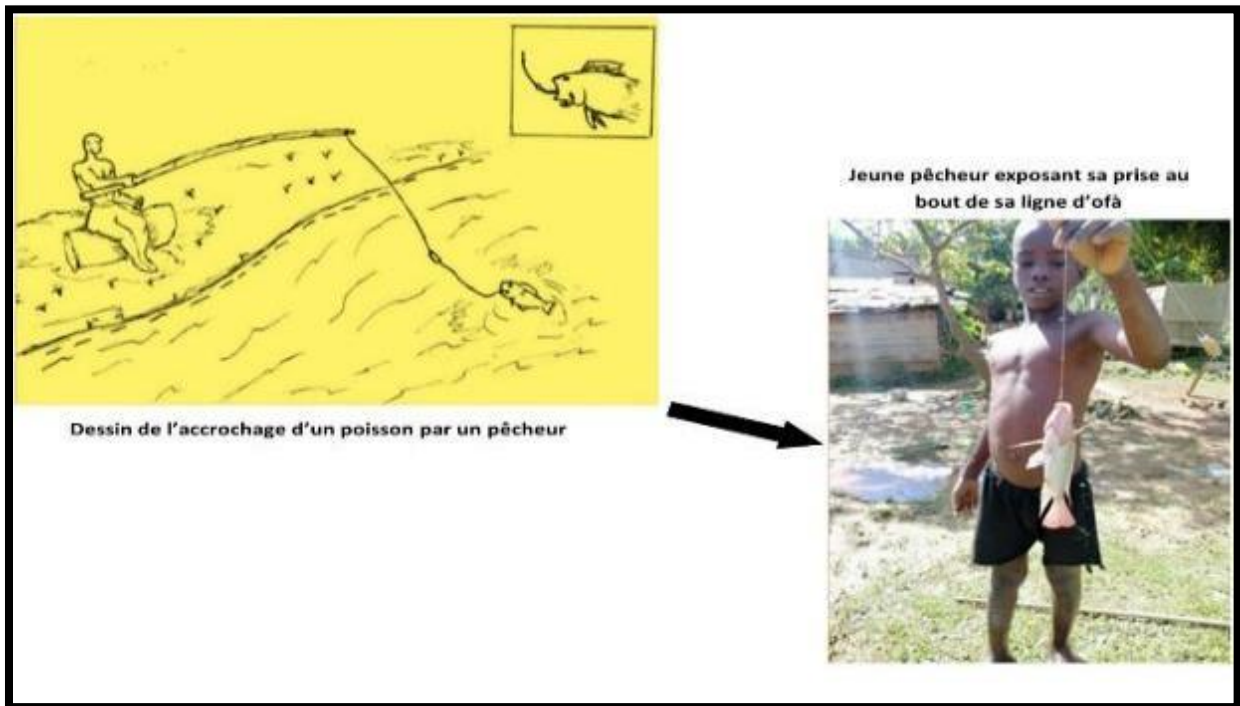 Jeune pêcheur exposant sa prise au
bout de sa ligne d'ofà
Dessin de l'accrochage d'un poisson par un pêcheur